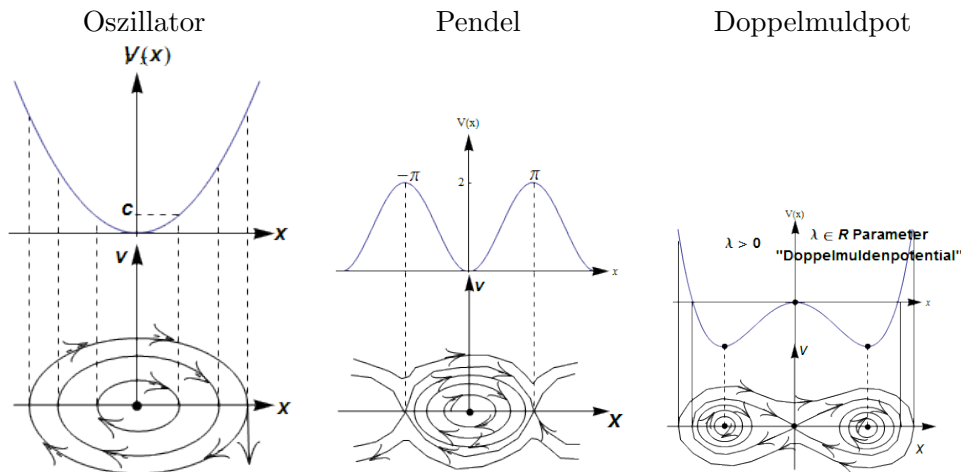 Oszillator
Pendel
Doppelmuldpot
V(x)
c
x
v
x
V(x)
−π
π
2
x
v
x
V(x)
λ > 0
λ ∈ R Parameter
"Doppelmuldenpotential"
x
v
x